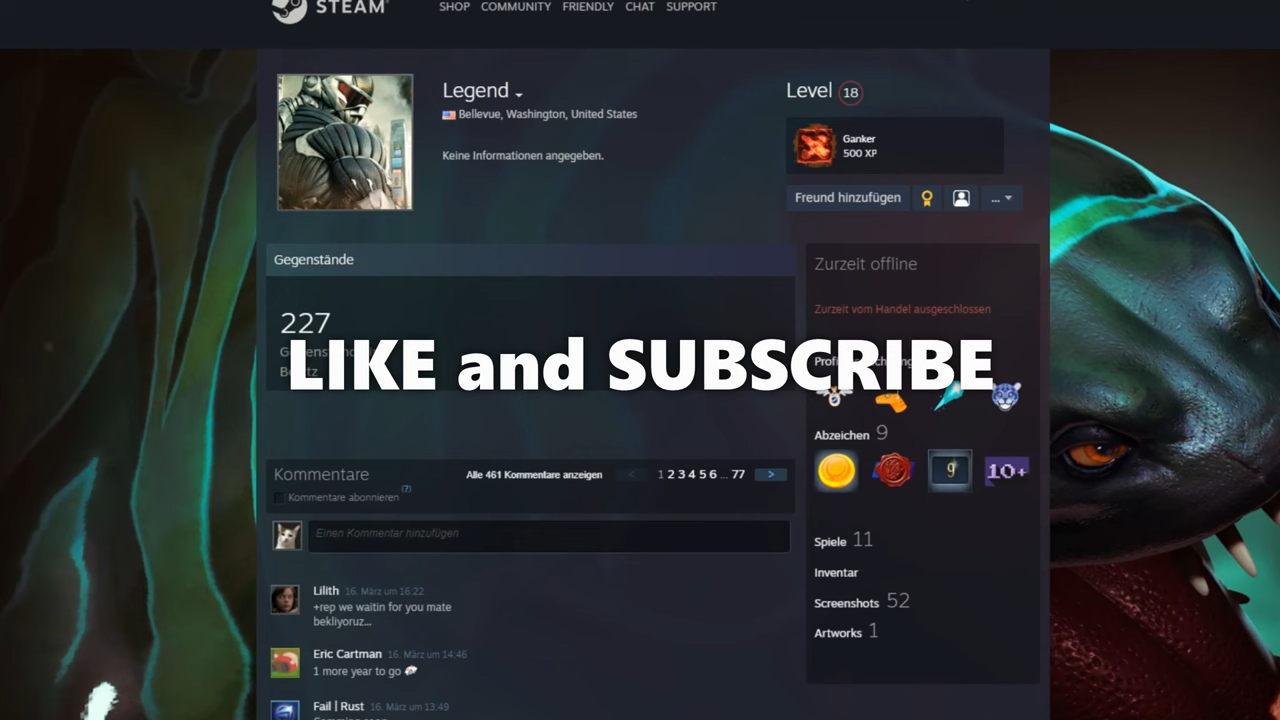 STEAM
SHOP COMMUNITY FRIENDLY CHAT SUPPORT
Legend
Bellevue, Washington, United States
Keine Informationen angegeben.
Level 18
Ganker
500 XP
Freund hinzufügen
...
Gegenstände
227
LIKE and SUBSCRIBE
Zurzeit offline
Zurzeit vom Handel ausgeschlossen
Abzeichen 9
9
10+
Spiele 11
Inventar
Screenshots 52
Artworks 1
Kommentare
Alle 461 Kommentare anzeigen < 1 2 3 4 5 6 ... 77 >
Kommentare abonnieren (?)
Einen Kommentar hinzufügen
Lilith 16. März um 16:22
+rep we waitin for you mate
bekliyoruz...
Eric Cartman 16. März um 14:46
1 more year to go
Fail | Rust 16. März um 13:49